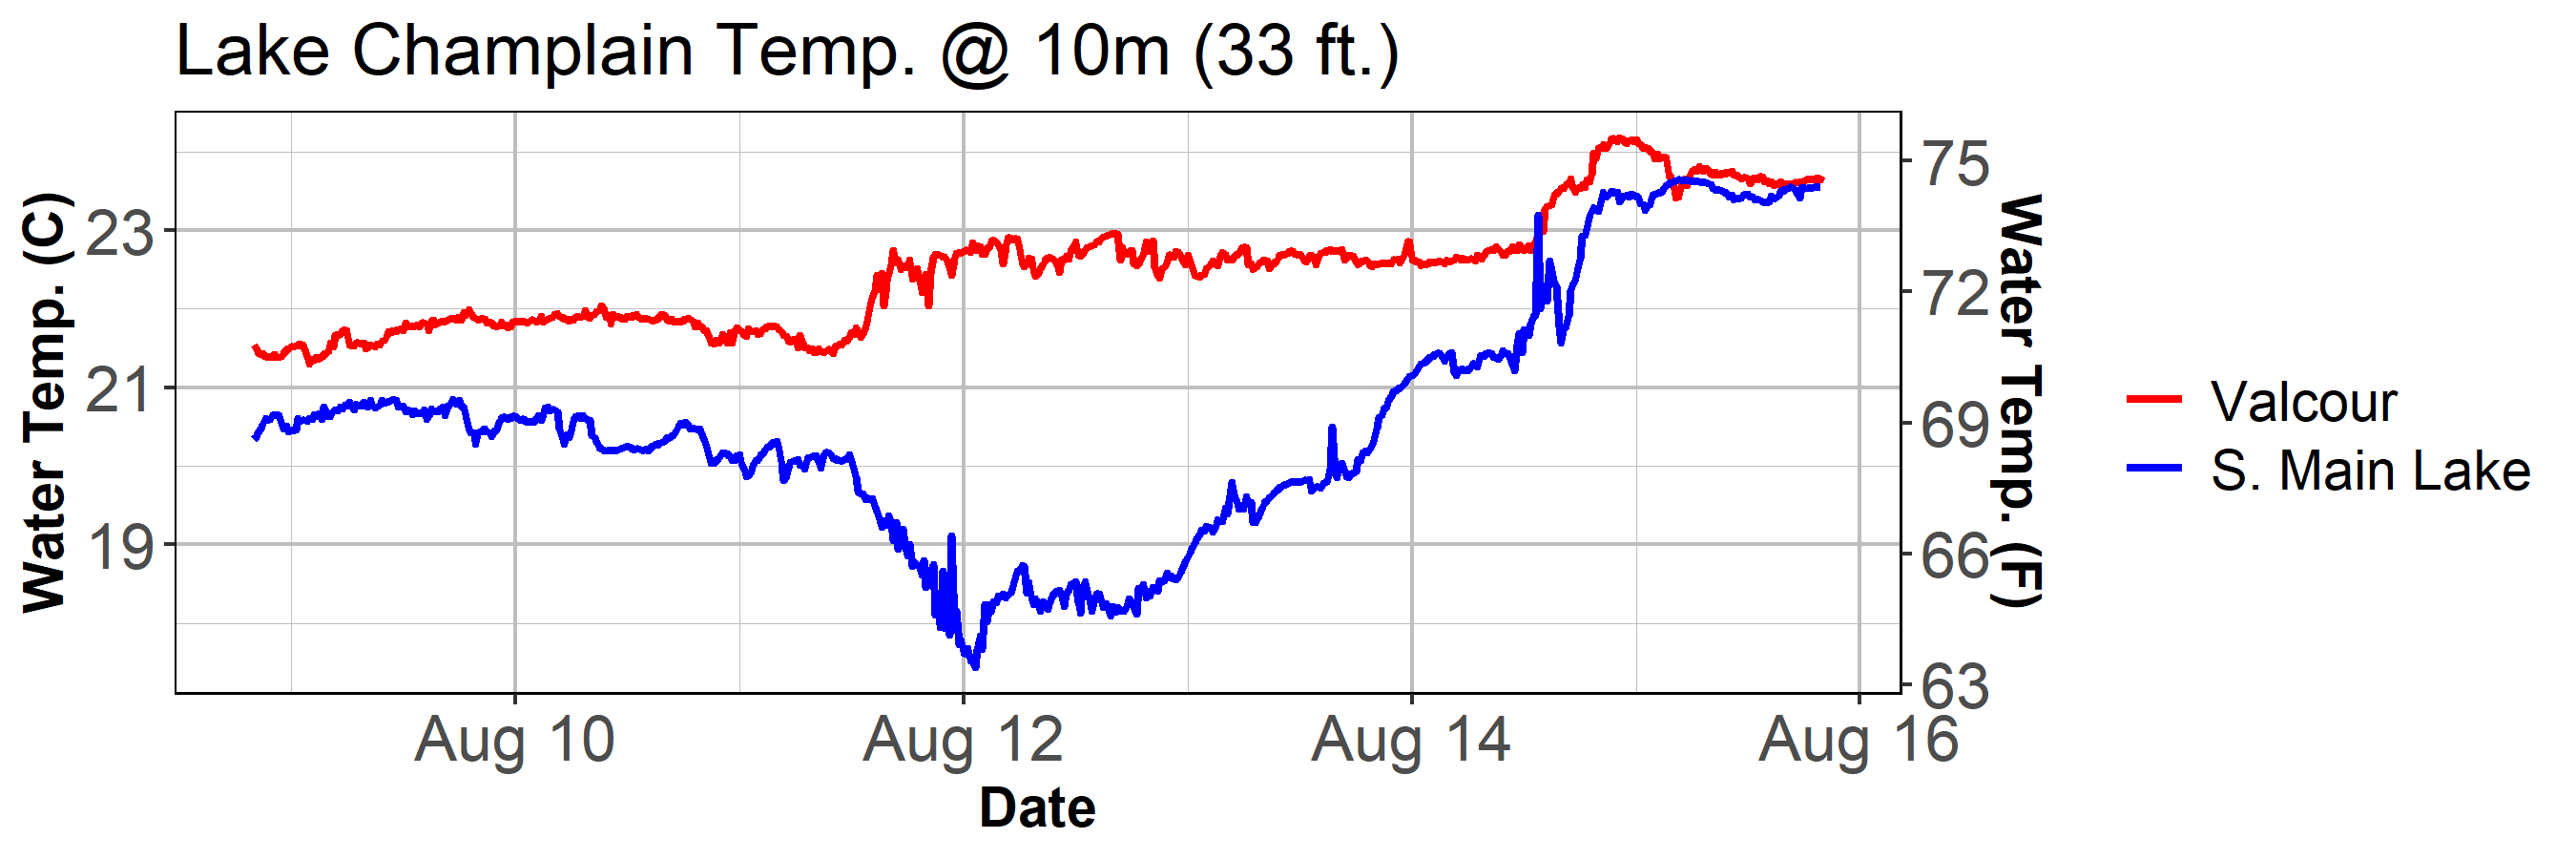 Lake Champlain Temp. @ 10m (33 ft.)
Water Temp. (C)
23
21
19
75
72
69
66
63
Water Temp. (F)
Aug 10
Aug 12
Aug 14
Aug 16
Date
Valcour
S. Main Lake